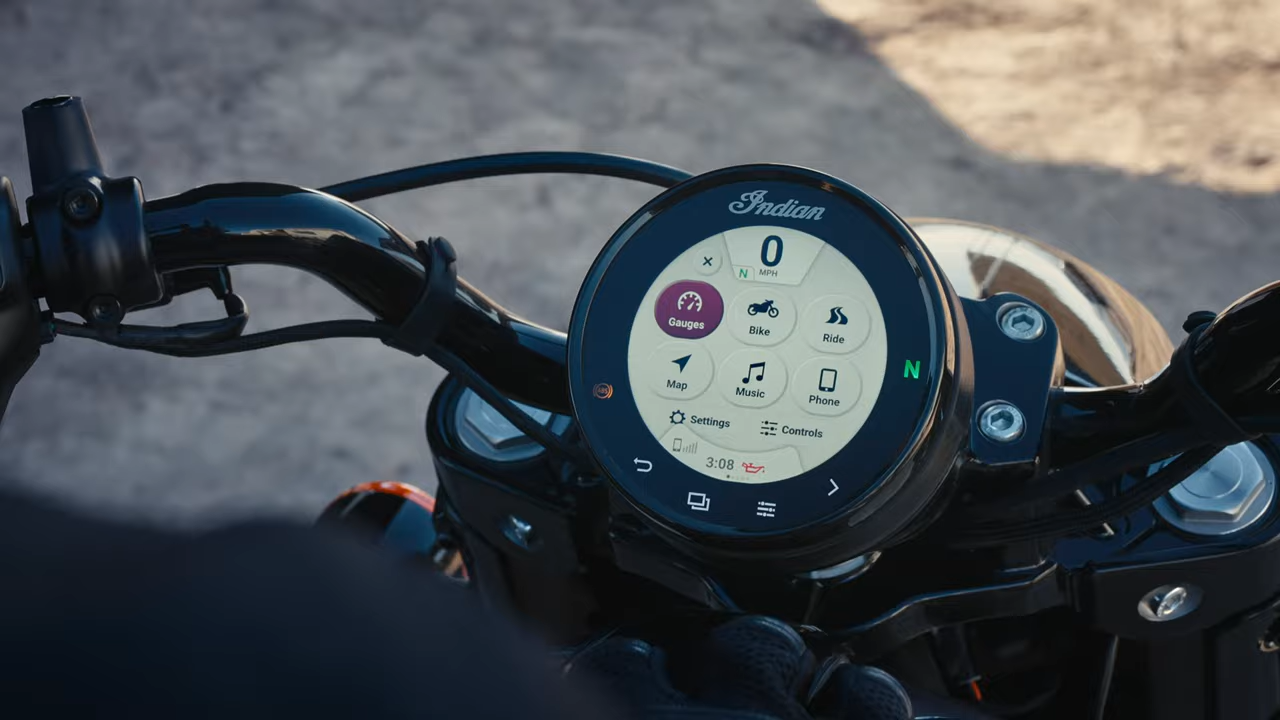 Indian
0
N MPH
Gauges
Bike
Ride
Map
Music
Phone
Settings
Controls
3:08
N